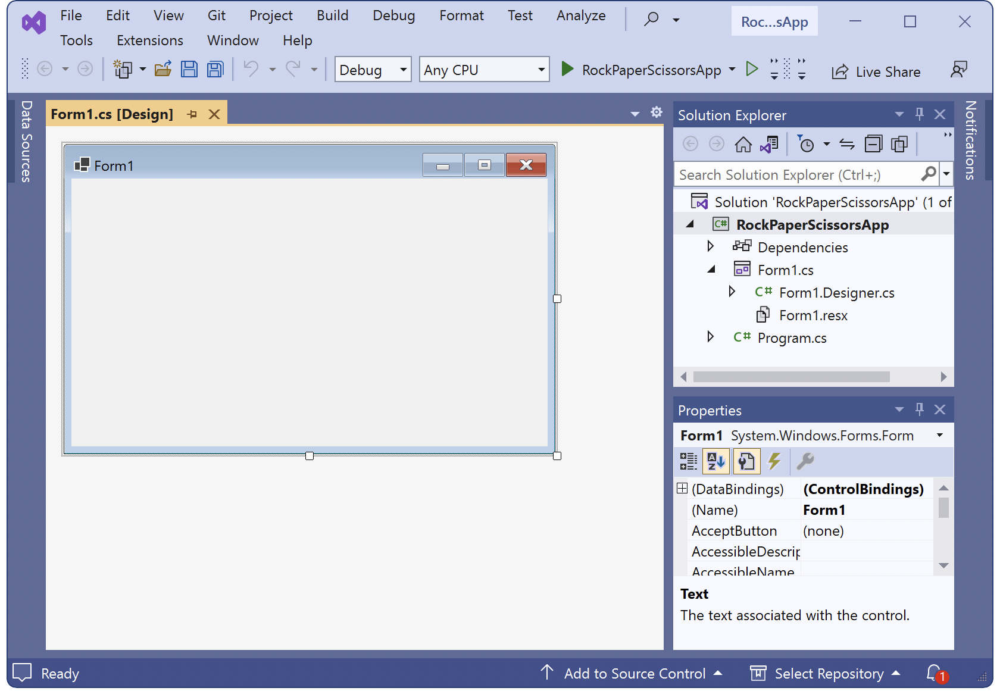 File Edit View Git Project Build Debug Format Test Analyze
Roc...sApp
Tools Extensions Window Help
Debug Any CPU RockPaperScissorsApp Live Share
Data Sources
Form1.cs [Design]
Form1
Solution Explorer
Search Solution Explorer (Ctrl+;)
Solution 'RockPaperScissorsApp' (1 of
C# RockPaperScissorsApp
Dependencies
Form1.cs
C# Form1.Designer.cs
Form1.resx
C# Program.cs
Notifications
Properties
Form1 System.Windows.Forms.Form
A
Z
(DataBindings) (ControlBindings)
(Name) Form1
AcceptButton (none)
AccessibleDescrip
AccessibleName
Text
The text associated with the control.
Ready Add to Source Control Select Repository 1